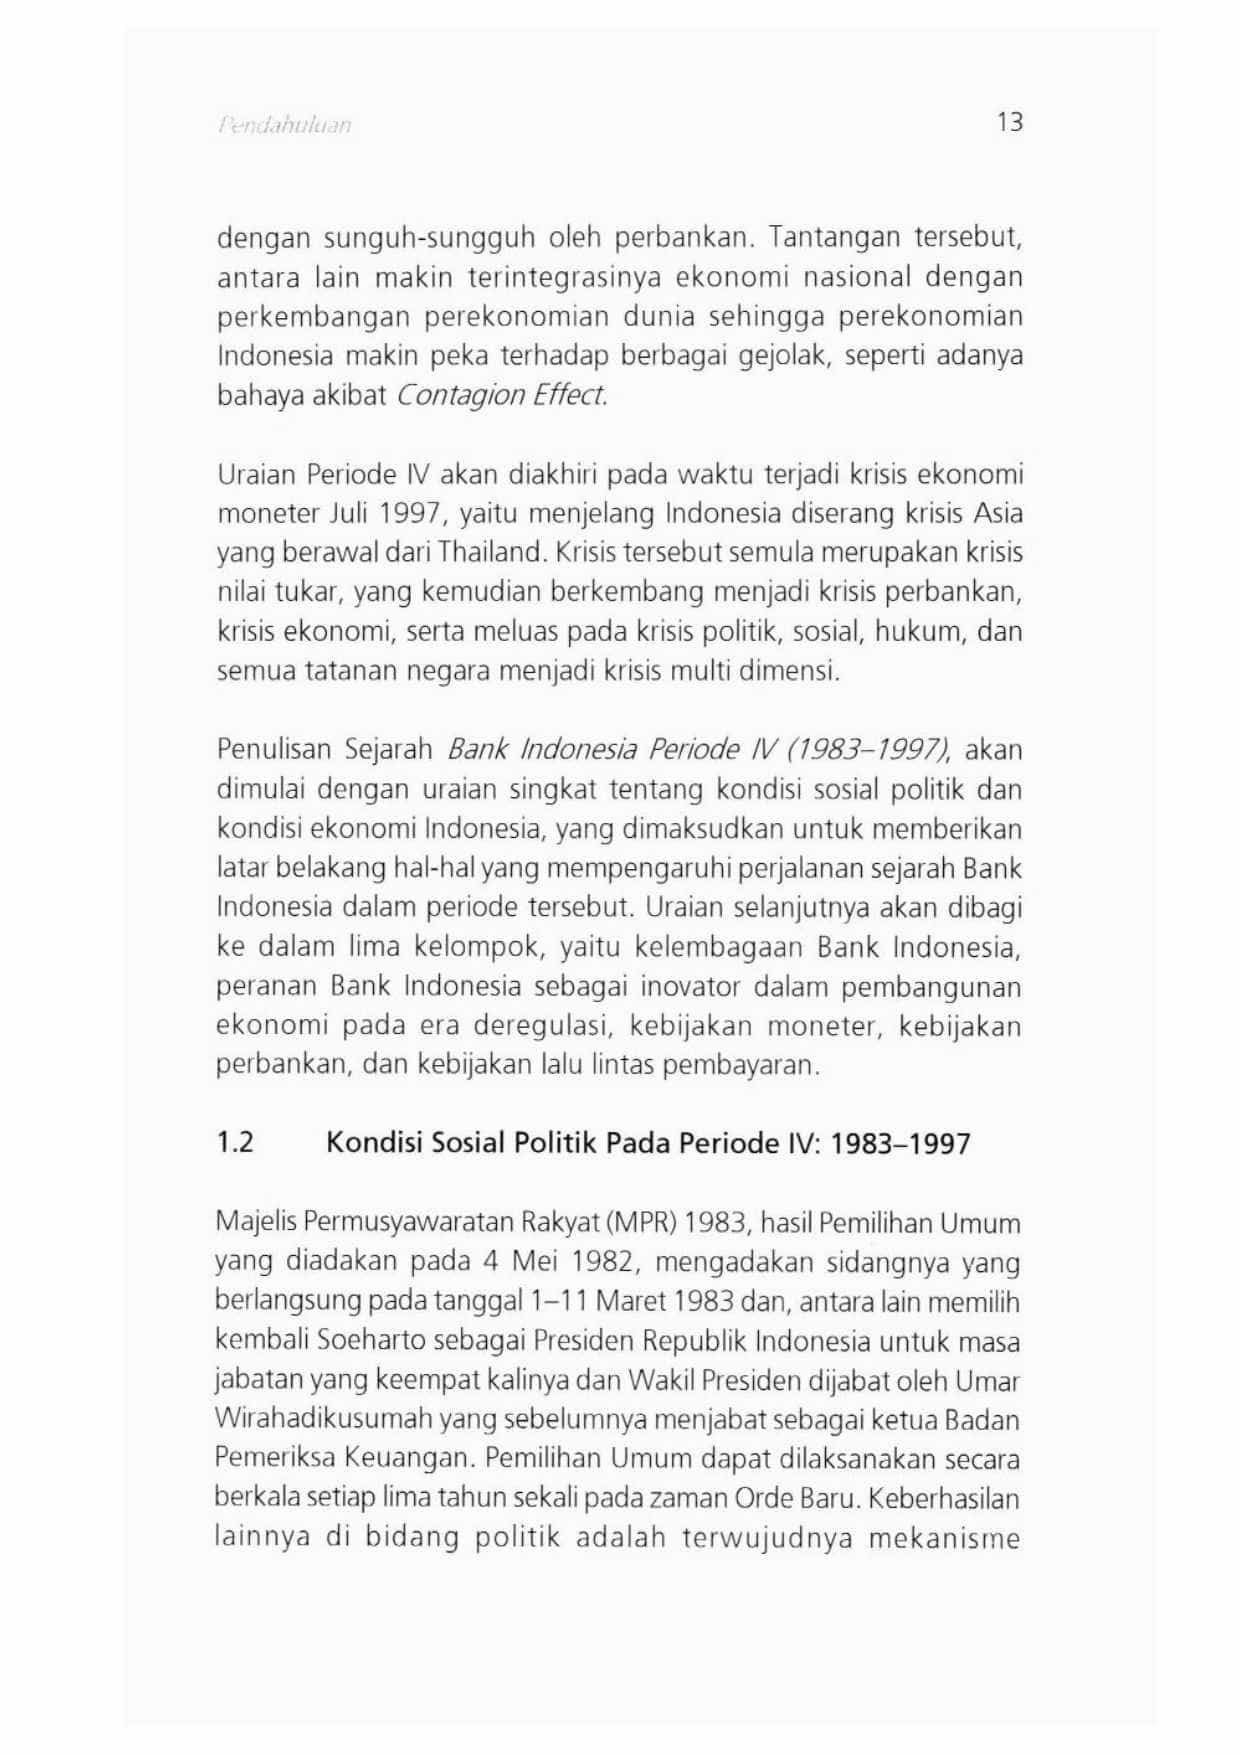 Pendahuluan 13
dengan sunguh-sungguh oleh perbankan. Tantangan tersebut,
antara lain makin terintegrasinya ekonomi nasional dengan
perkembangan perekonomian dunia sehingga perekonomian
Indonesia makin peka terhadap berbagai gejolak, seperti adanya
bahaya akibat Contagion Effect.
Uraian Periode IV akan diakhiri pada waktu terjadi krisis ekonomi
moneter Juli 1997, yaitu menjelang Indonesia diserang krisis Asia
yang berawal dari Thailand. Krisis tersebut semula merupakan krisis
nilai tukar, yang kemudian berkembang menjadi krisis perbankan,
krisis ekonomi, serta meluas pada krisis politik, sosial, hukum, dan
semua tatanan negara menjadi krisis multi dimensi.
Penulisan Sejarah Bank Indonesia Periode IV (1983–1997), akan
dimulai dengan uraian singkat tentang kondisi sosial politik dan
kondisi ekonomi Indonesia, yang dimaksudkan untuk memberikan
latar belakang hal-hal yang mempengaruhi perjalanan sejarah Bank
Indonesia dalam periode tersebut. Uraian selanjutnya akan dibagi
ke dalam lima kelompok, yaitu kelembagaan Bank Indonesia,
peranan Bank Indonesia sebagai inovator dalam pembangunan
ekonomi pada era deregulasi, kebijakan moneter, kebijakan
perbankan, dan kebijakan lalu lintas pembayaran.
1.2 Kondisi Sosial Politik Pada Periode IV: 1983–1997
Majelis Permusyawaratan Rakyat (MPR) 1983, hasil Pemilihan Umum
yang diadakan pada 4 Mei 1982, mengadakan sidangnya yang
berlangsung pada tanggal 1–11 Maret 1983 dan, antara lain memilih
kembali Soeharto sebagai Presiden Republik Indonesia untuk masa
jabatan yang keempat kalinya dan Wakil Presiden dijabat oleh Umar
Wirahadikusumah yang sebelumnya menjabat sebagai ketua Badan
Pemeriksa Keuangan. Pemilihan Umum dapat dilaksanakan secara
berkala setiap lima tahun sekali pada zaman Orde Baru. Keberhasilan
lainnya di bidang politik adalah terwujudnya mekanisme